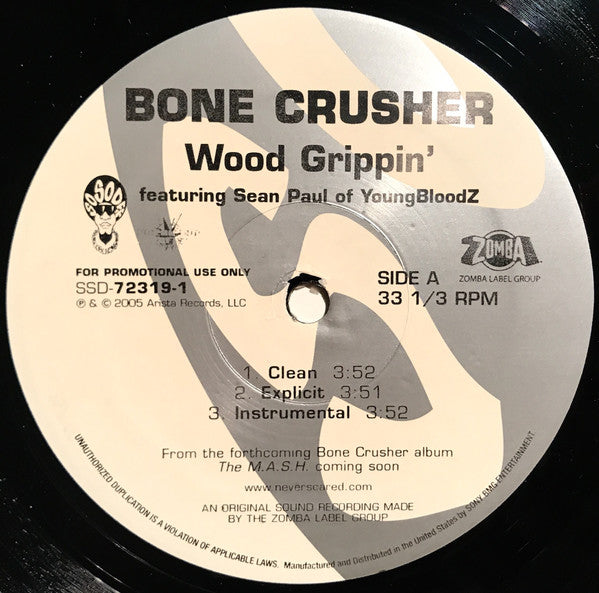 BONE CRUSHER
Wood Grippin'
featuring Sean Paul of YoungBloodZ
SO SO DEF
ZOMBA
ZOMBA LABEL GROUP
FOR PROMOTIONAL USE ONLY
SSD-72319-1
℗ & © 2005 Arista Records, LLC
SIDE A
33 1/3 RPM
1. Clean 3:52
2. Explicit 3:51
3. Instrumental 3:52
From the forthcoming Bone Crusher album
The M.A.S.H. coming soon
www.neverscared.com
AN ORIGINAL SOUND RECORDING MADE
BY THE ZOMBA LABEL GROUP
UNAUTHORIZED DUPLICATION IS A VIOLATION OF APPLICABLE LAWS. Manufactured and Distributed in the United States by SONY BMG ENTERTAINMENT.